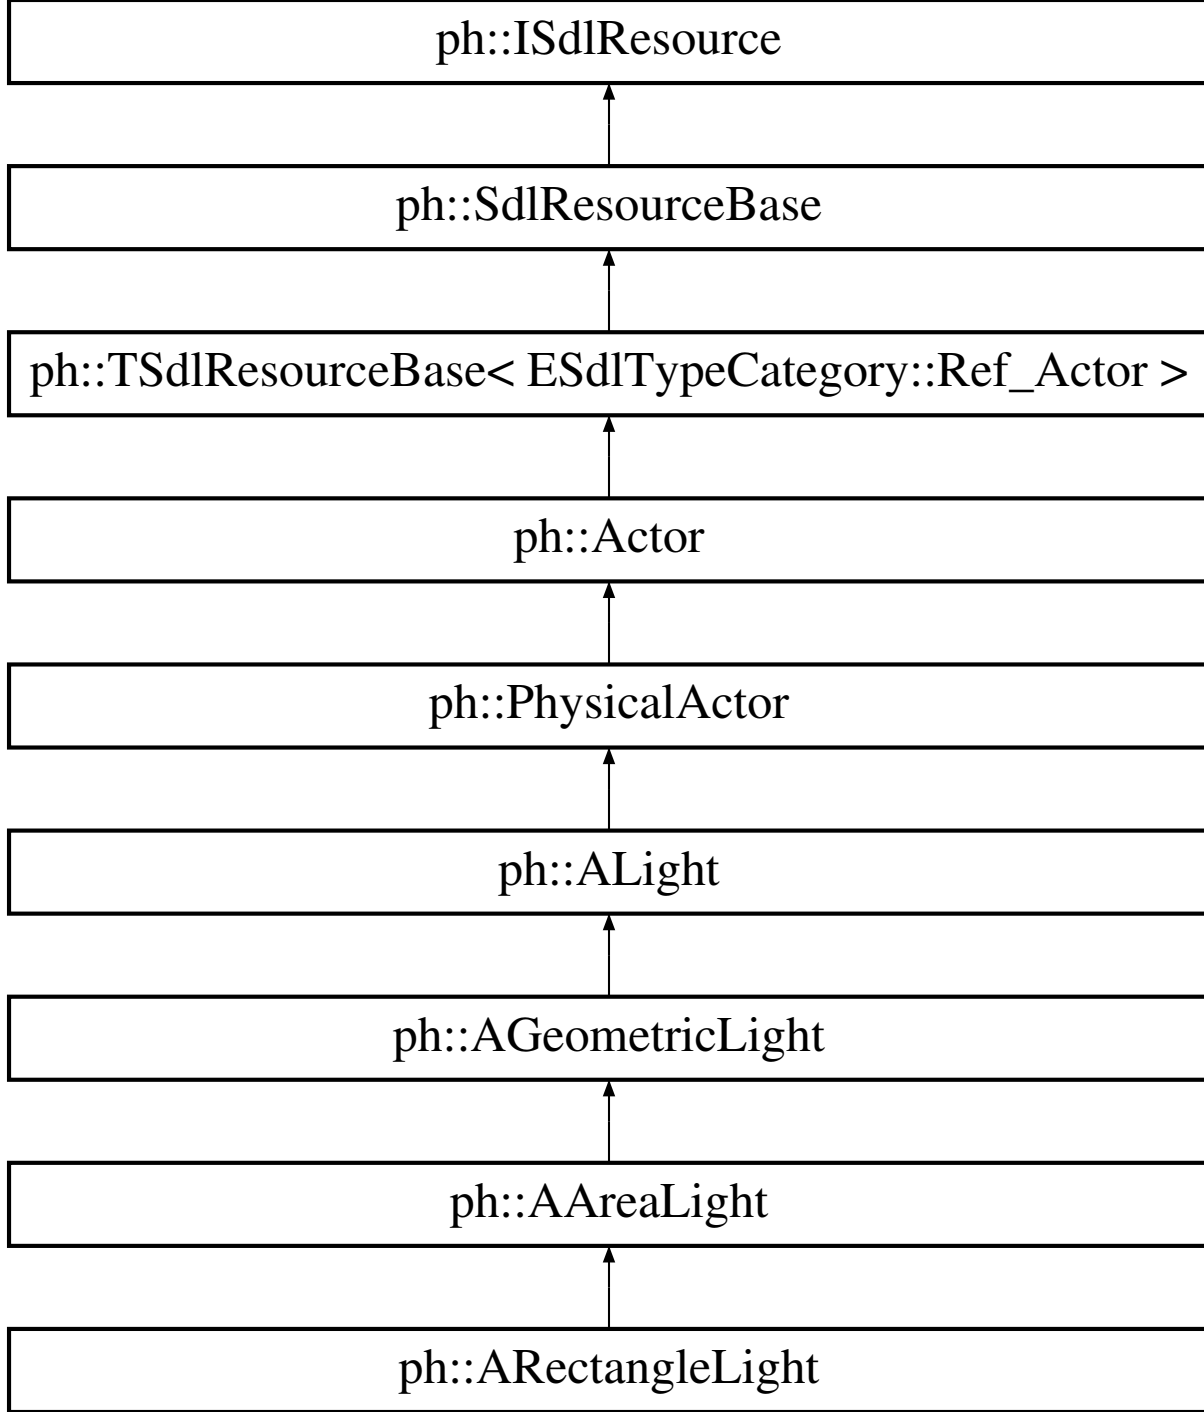 ph::ISdlResource
ph::SdlResourceBase
ph::TSdlResourceBase< ESdlTypeCategory::Ref_Actor >
ph::Actor
ph::PhysicalActor
ph::ALight
ph::AGeometricLight
ph::AAreaLight
ph::ARectangleLight